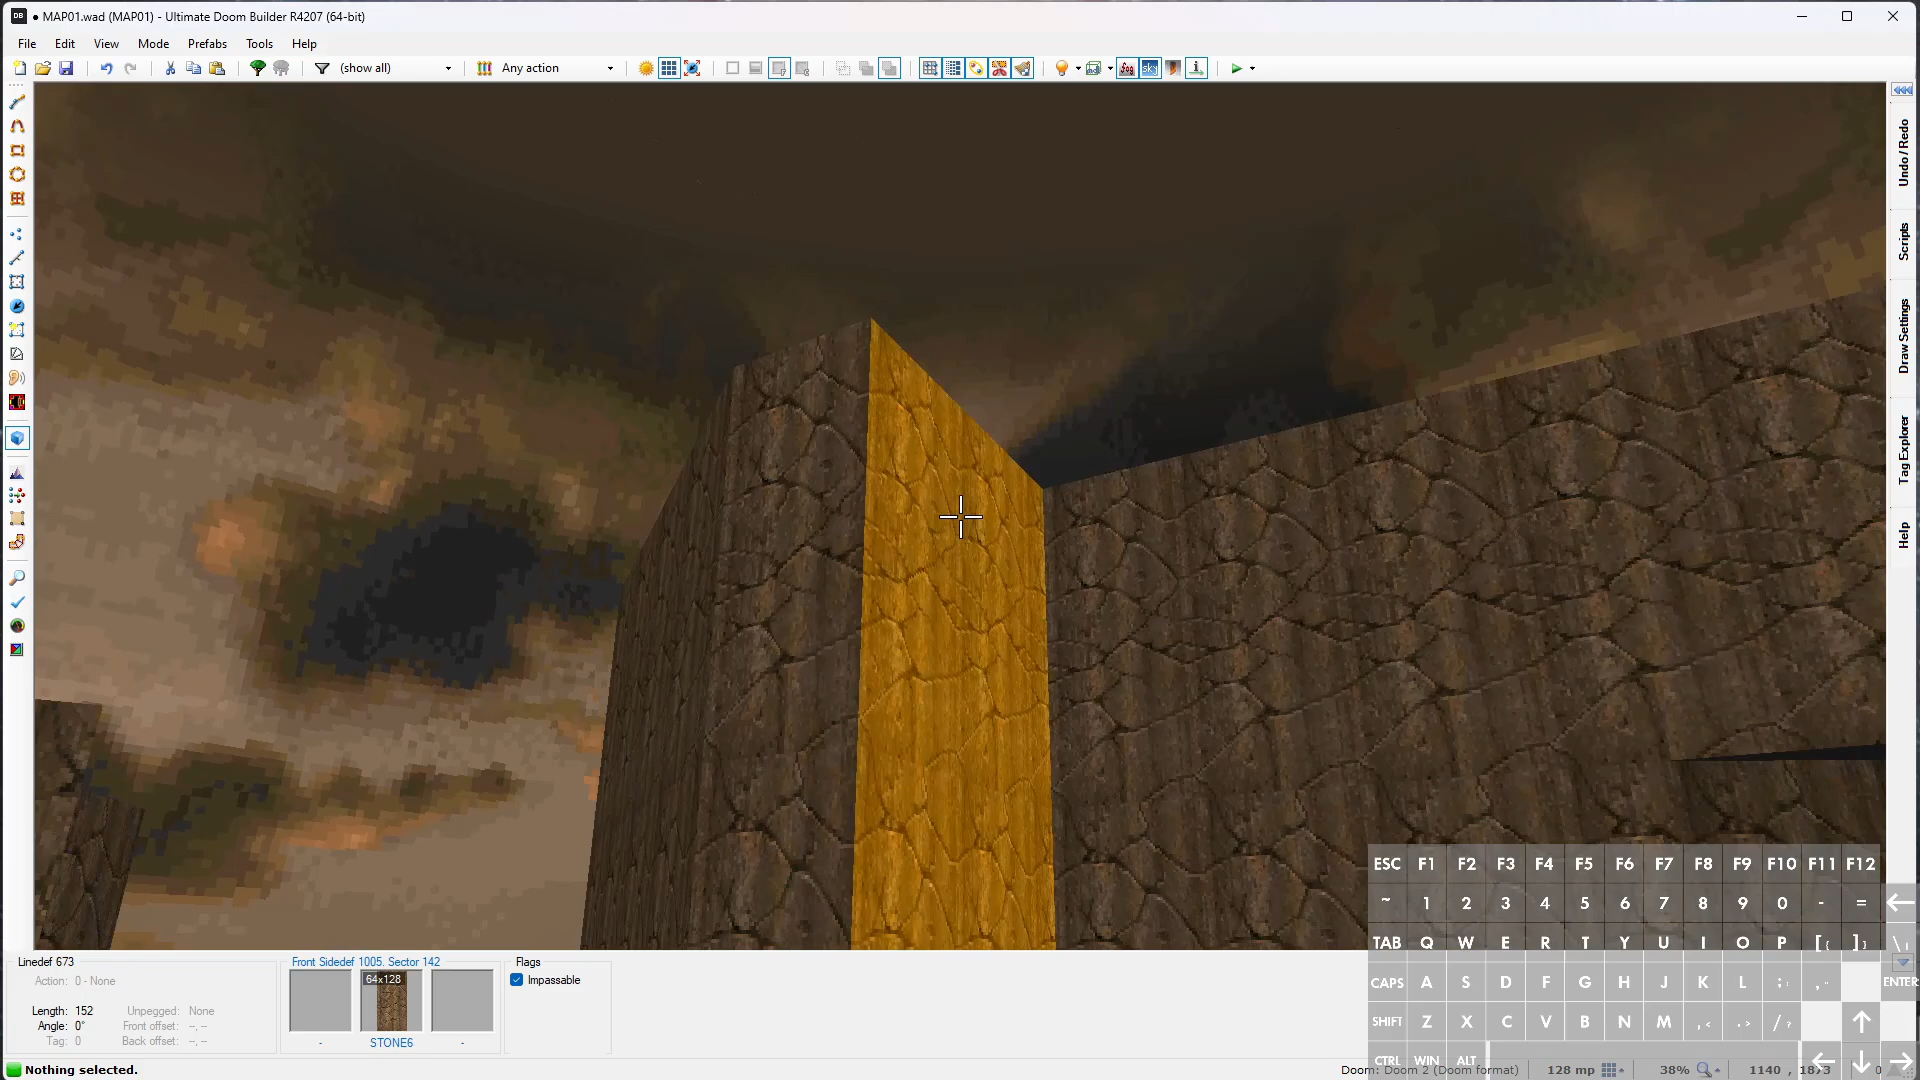 DB
• MAP01.wad (MAP01) - Ultimate Doom Builder R4207 (64-bit)
File Edit View Mode Prefabs Tools Help
(show all) Any action
Undo/Redo
Scripts
Draw Settings
Tag Explorer
Help
ESC F1 F2 F3 F4 F5 F6 F7 F8 F9 F10 F11 F12
~ 1 2 3 4 5 6 7 8 9 0 - =
TAB Q W E R T Y U I O P [{ ]} \|
CAPS A S D F G H J K L ;: ENTER
SHIFT Z X C V B N M ,< .> /?
CTRL WIN ALT
Linedef 673
Action: 0 - None
Length: 152 Unpegged: None
Angle: 0° Front offset: --, --
Tag: 0 Back offset: --, --
Front Sidedef 1005. Sector 142
64x128
- STONE6 -
Flags
Impassable
Nothing selected.
Doom: Doom 2 (Doom format) 128 mp 38% 1140 , 1873 0